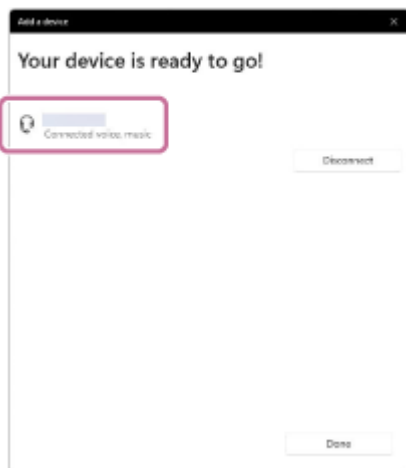 Add a device
Your device is ready to go!
Connected voice, music
Disconnect
Done